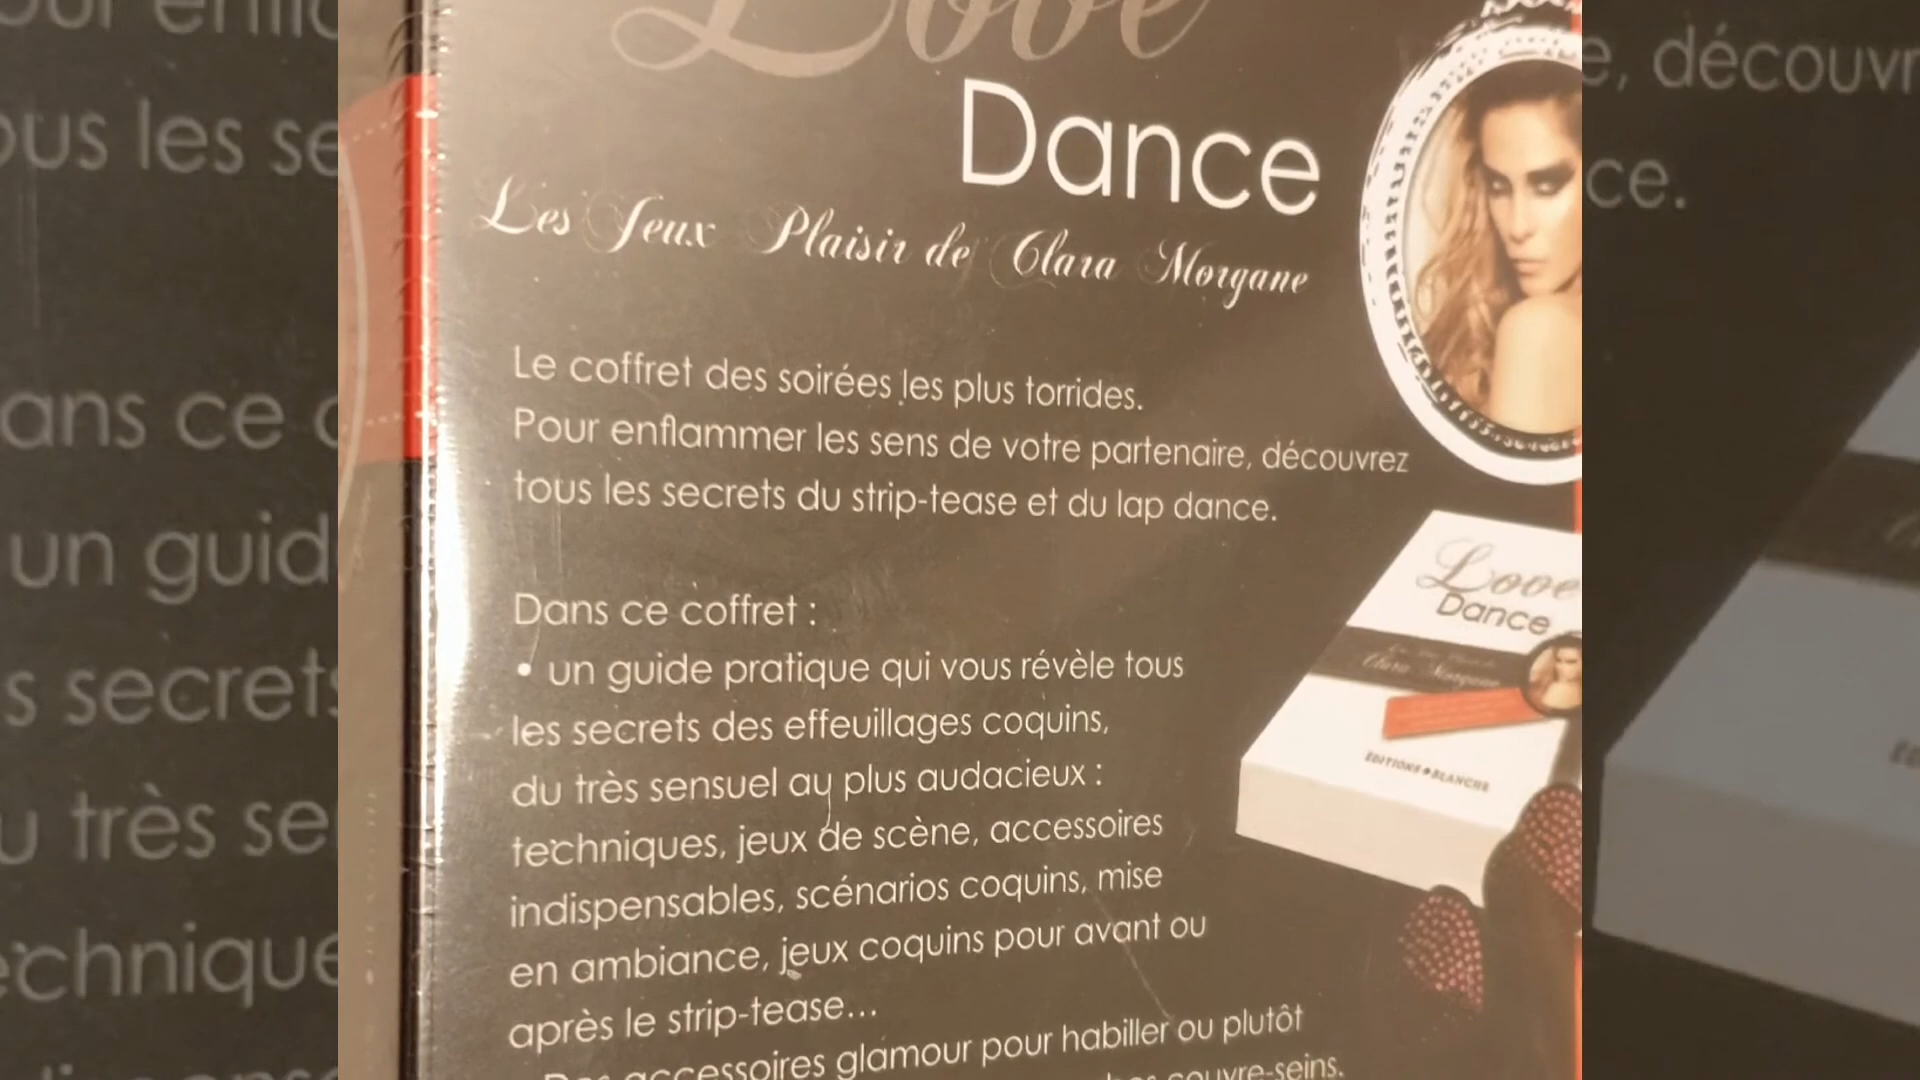 Love
Dance
Les Jeux Plaisir de Clara Morgane
Le coffret des soirées les plus torrides.
Pour enflammer les sens de votre partenaire, découvrez
tous les secrets du strip-tease et du lap dance.
Dans ce coffret :
• un guide pratique qui vous révèle tous
les secrets des effeuillages coquins,
du très sensuel au plus audacieux :
techniques, jeux de scène, accessoires
indispensables, scénarios coquins, mise
en ambiance, jeux coquins pour avant ou
après le strip-tease...
accessoires glamour pour habiller ou plutôt
couvre-seins.
Love
Dance
Clara Morgane
EDITIONS BLANCHE